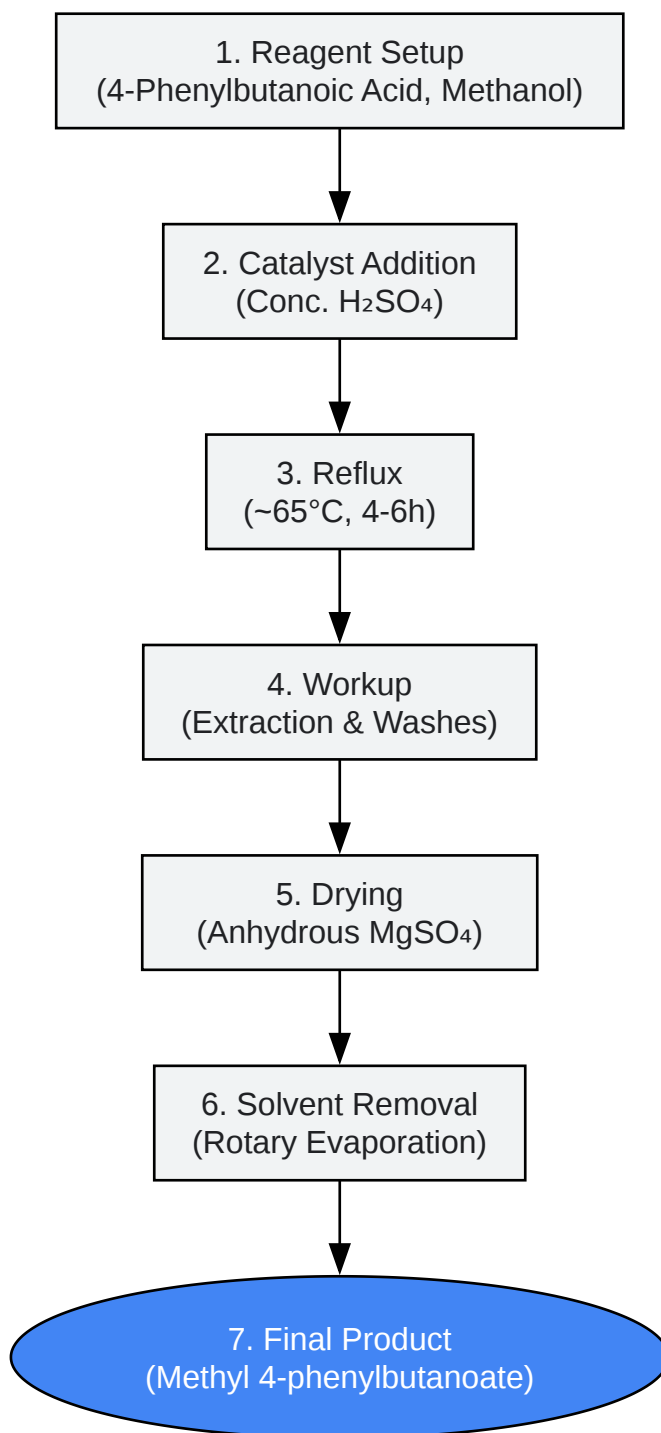 1. Reagent Setup
(4-Phenylbutanoic Acid, Methanol)
2. Catalyst Addition
(Conc. H₂SO₄)
3. Reflux
(~65°C, 4-6h)
4. Workup
(Extraction & Washes)
5. Drying
(Anhydrous MgSO₄)
6. Solvent Removal
(Rotary Evaporation)
7. Final Product
(Methyl 4-phenylbutanoate)